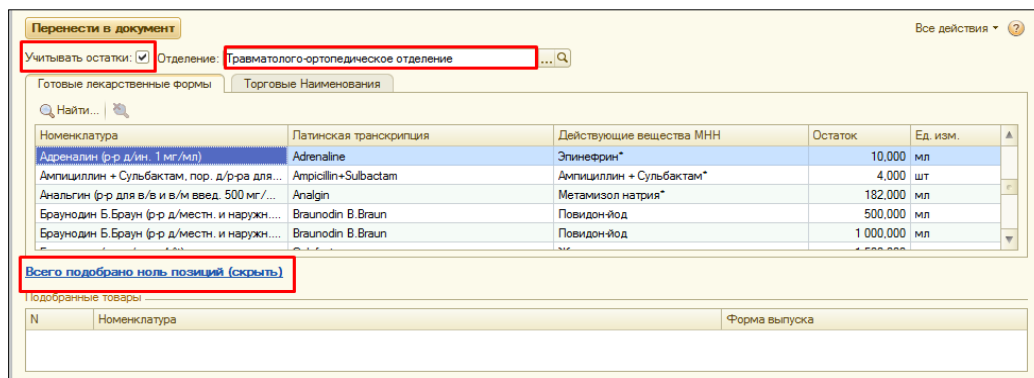 Перенести в документ
Все действия
Учитывать остатки: Отделение: Травматолого-ортопедическое отделение ...
Готовые лекарственные формы Торговые Наименования
Найти...
Номенклатура Латинская транскрипция Действующие вещества МНН Остаток Ед. изм.
Адреналин (р-р д/ин. 1 мг/мл) Adrenaline Эпинефрин* 10,000 мл
Ампициллин + Сульбактам, пор. д/р-ра для... Ampicillin+Sulbactam Ампициллин + Сульбактам* 4,000 шт
Анальгин (р-р для в/в и в/м введ. 500 мг/... Analgin Метамизол натрия* 182,000 мл
Браунодин Б.Браун (р-р д/местн. и наружн.... Braunodin B.Braun Повидон-йод 500,000 мл
Браунодин Б.Браун (р-р д/местн. и наружн.... Braunodin B.Braun Повидон-йод 1 000,000 мл
Всего подобрано ноль позиций (скрыть)
Подобранные товары
N Номенклатура Форма выпуска